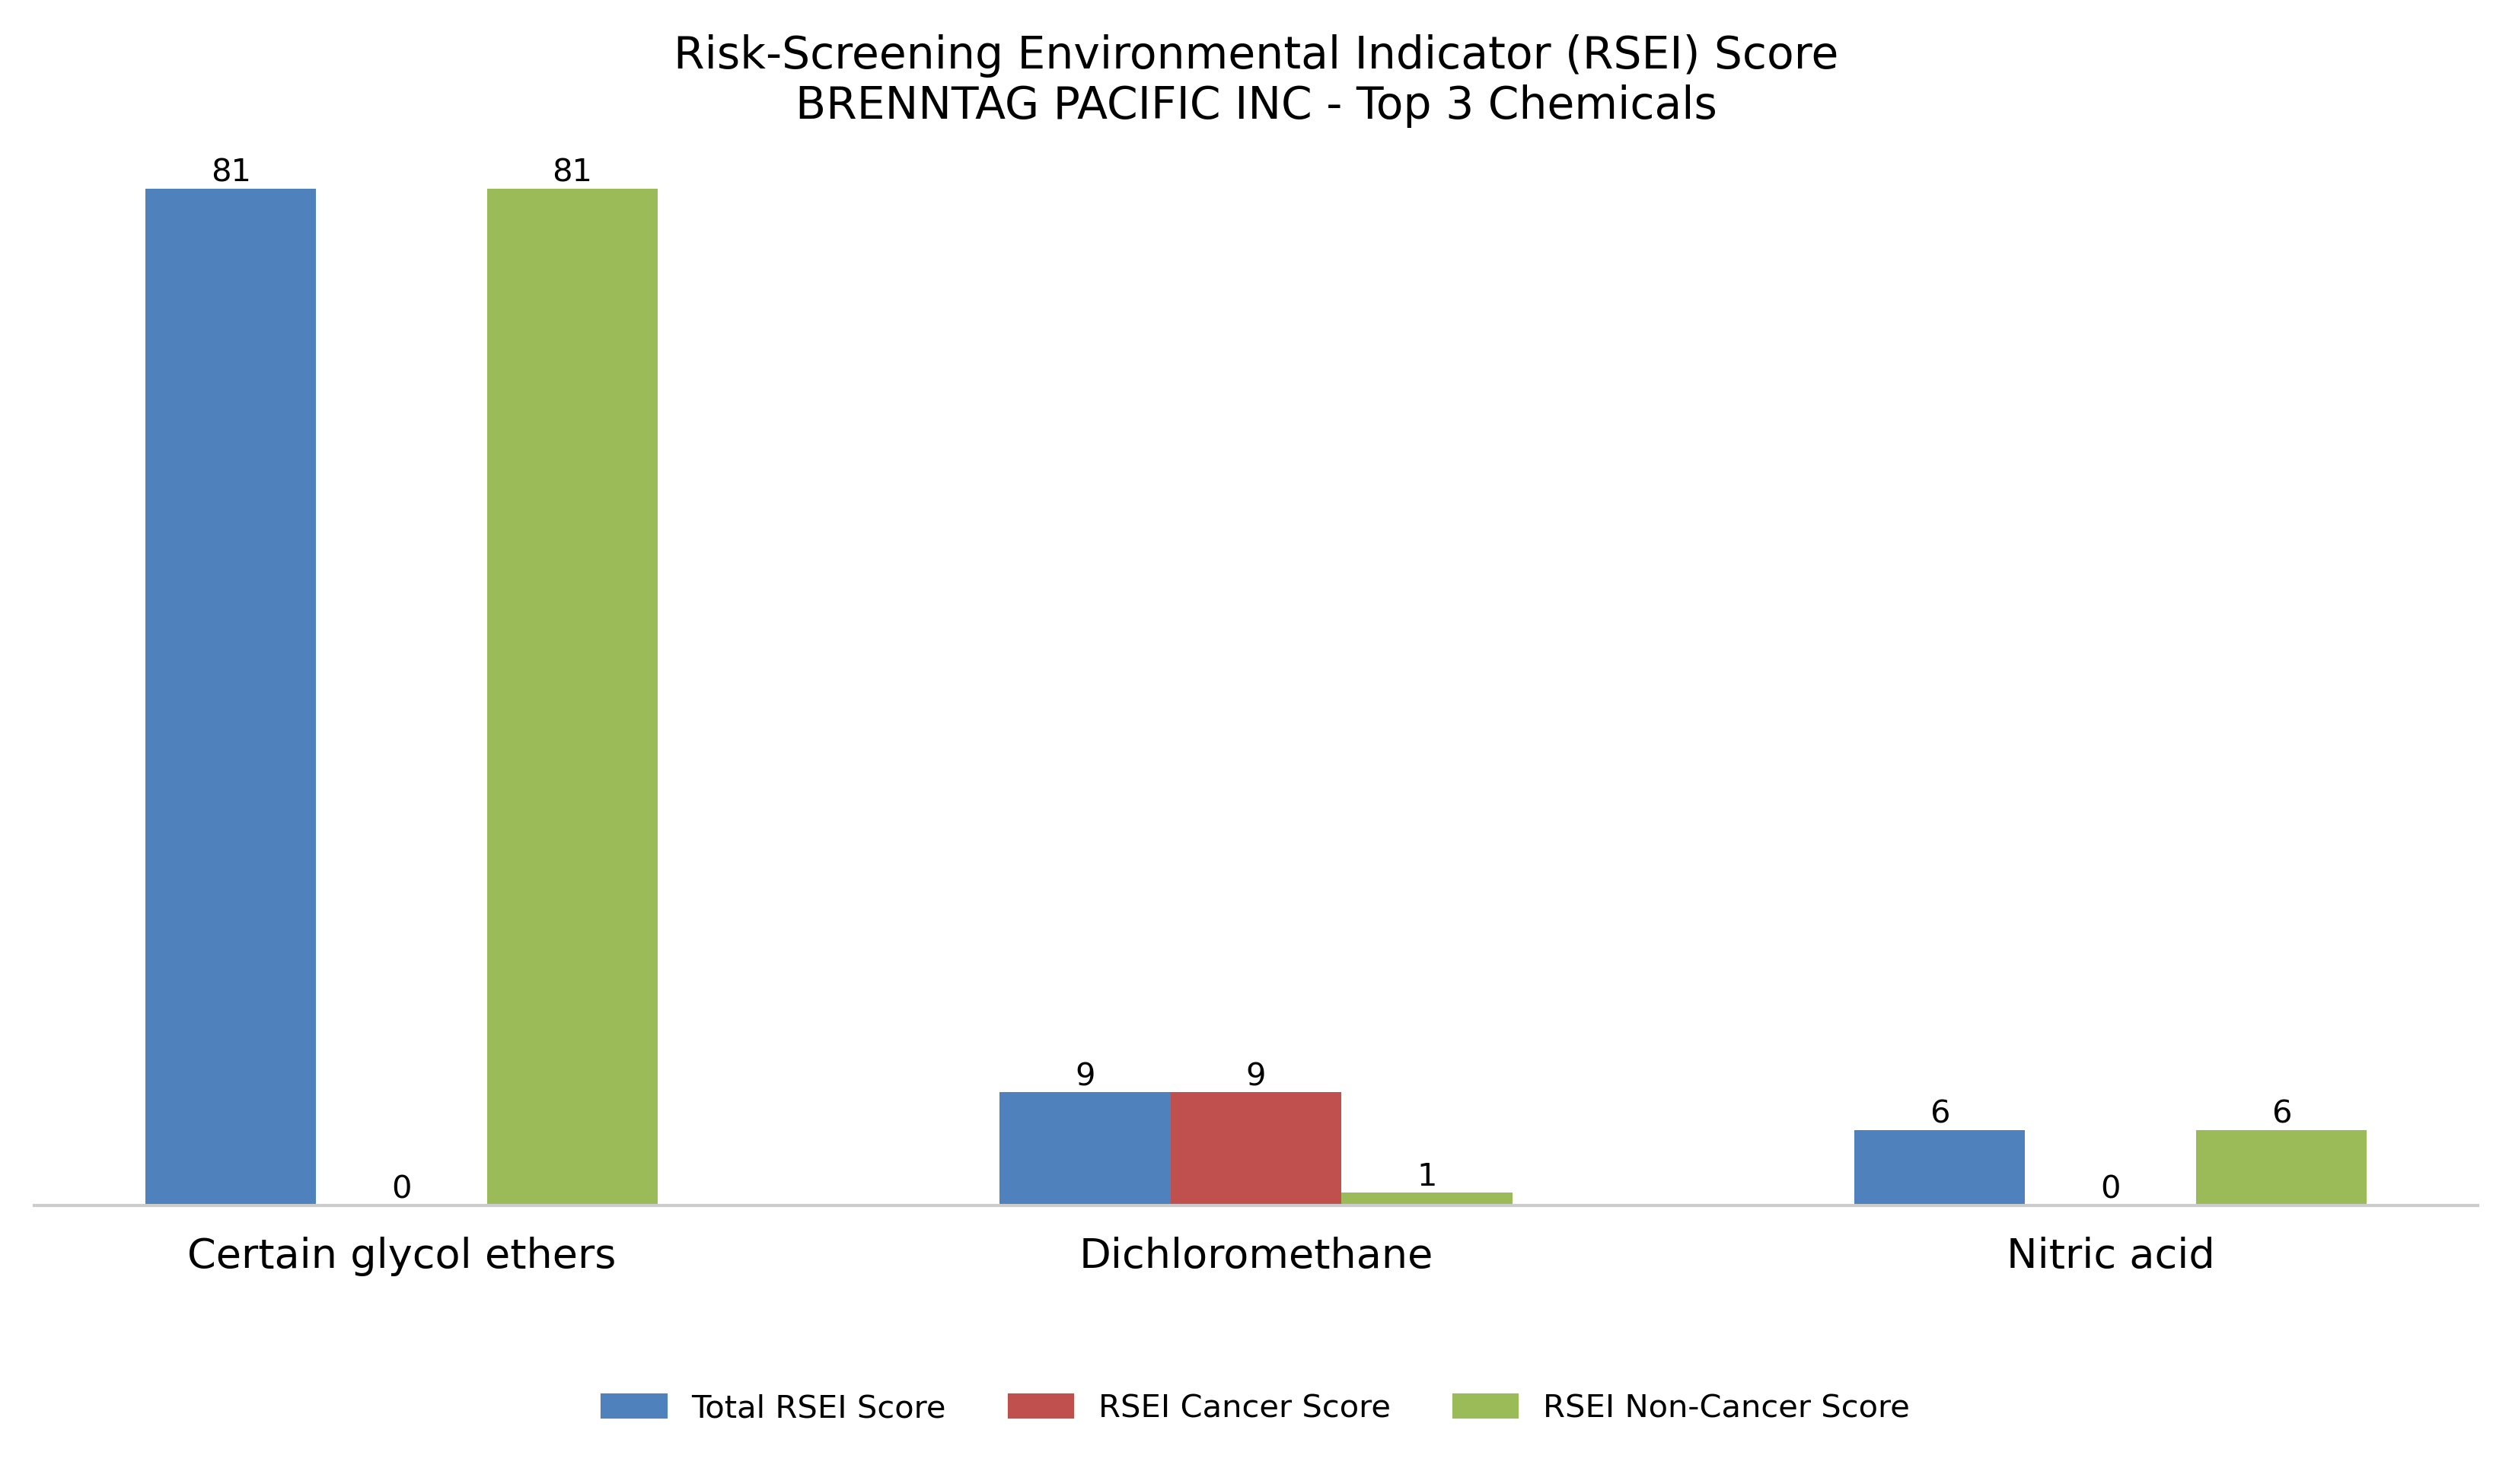 Risk-Screening Environmental Indicator (RSEI) Score
BRENNTAG PACIFIC INC - Top 3 Chemicals
81
0
81
9
9
1
6
0
6
Certain glycol ethers
Dichloromethane
Nitric acid
Total RSEI Score
RSEI Cancer Score
RSEI Non-Cancer Score